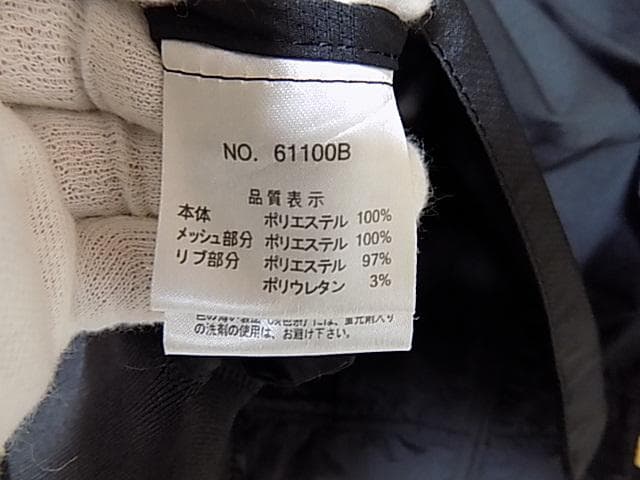 NO. 61100B
品質表示
本体 ポリエステル 100%
メッシュ部分 ポリエステル 100%
リブ部分 ポリエステル 97%
ポリウレタン 3%
の洗剤の使用は、お避け下さい。